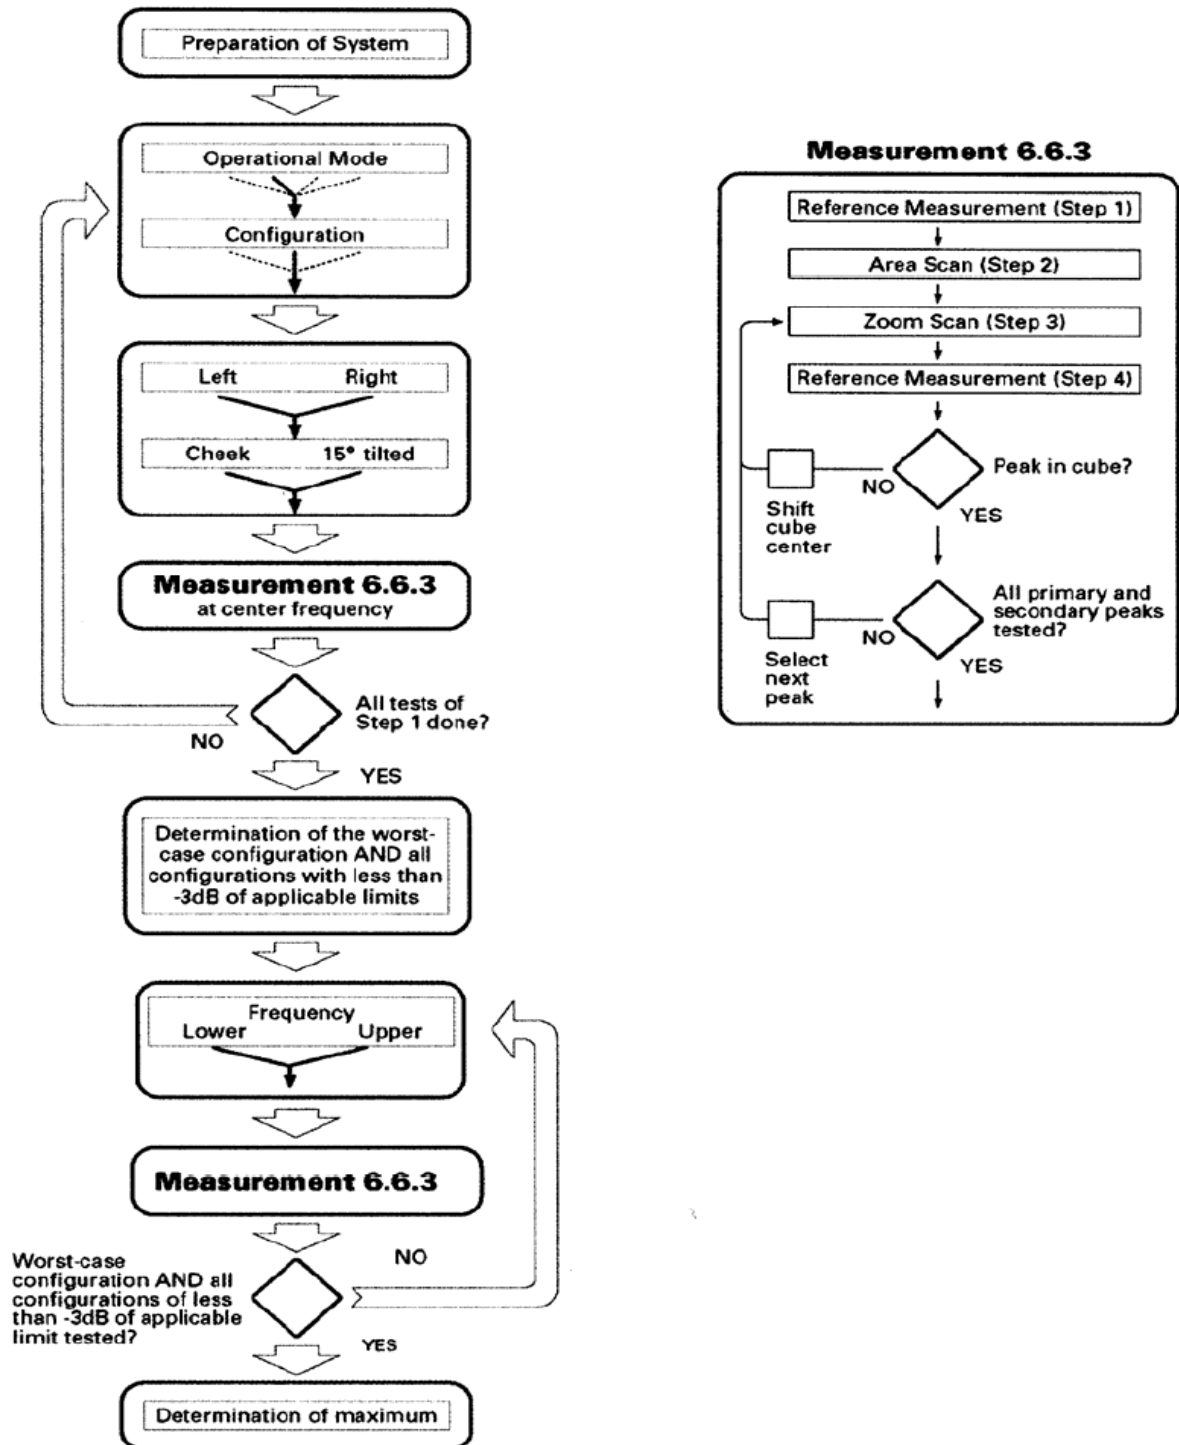 Preparation of System
Operational Mode
Configuration
Left Right
Cheek 15° tilted
Measurement 6.6.3
at center frequency
All tests of
Step 1 done?
NO
YES
Determination of the worst-
case configuration AND all
configurations with less than
-3dB of applicable limits
Frequency
Lower Upper
Measurement 6.6.3
NO
Worst-case
configuration AND all
configurations of less
than -3dB of applicable
limit tested?
YES
Determination of maximum
Measurement 6.6.3
Reference Measurement (Step 1)
Area Scan (Step 2)
Zoom Scan (Step 3)
Reference Measurement (Step 4)
Peak in cube?
NO
YES
Shift
cube
center
All primary and
secondary peaks
tested?
NO
YES
Select
next
peak